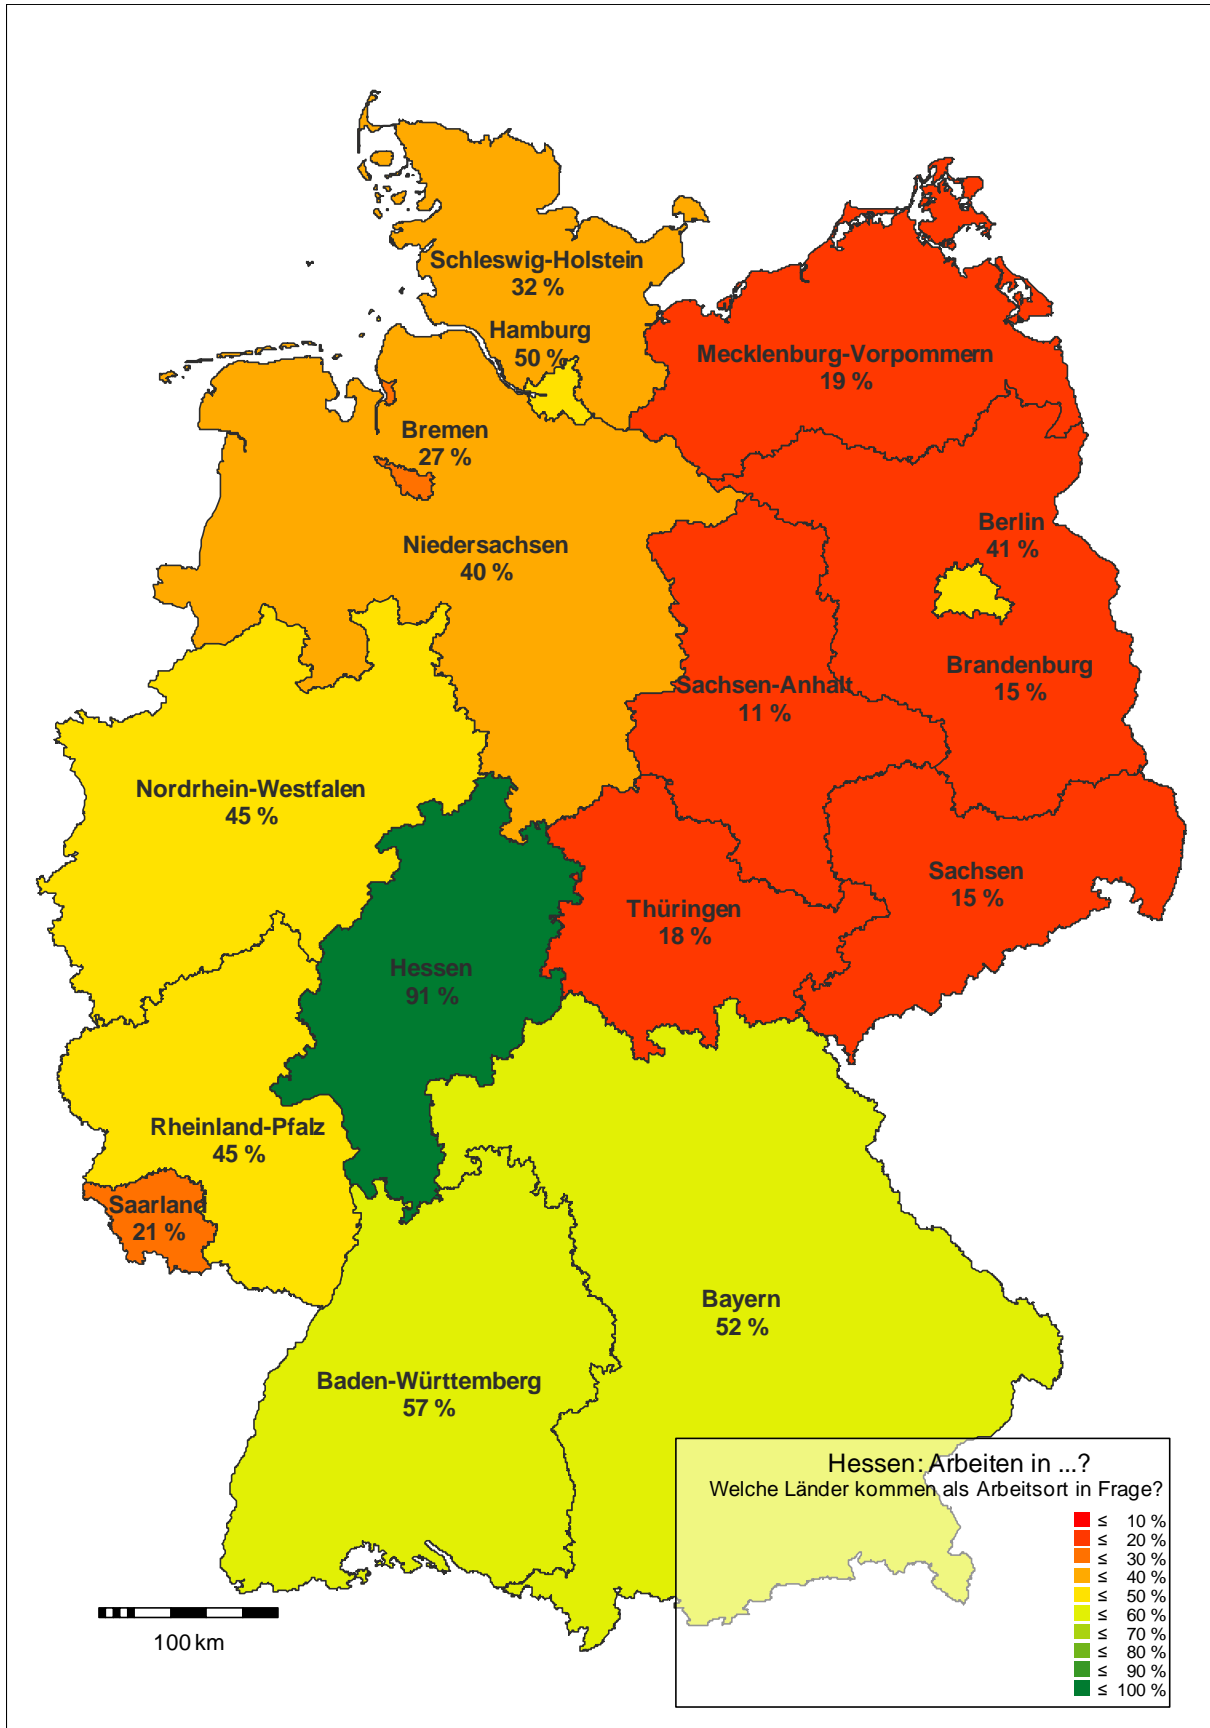 Schleswig-Holstein
32 %
Hamburg
50 %
Mecklenburg-Vorpommern
19 %
Bremen
27 %
Berlin
41 %
Niedersachsen
40 %
Brandenburg
15 %
Sachsen-Anhalt
11 %
Nordrhein-Westfalen
45 %
Sachsen
15 %
Thüringen
18 %
Hessen
91 %
Rheinland-Pfalz
45 %
Saarland
21 %
Bayern
52 %
Baden-Württemberg
57 %
Hessen: Arbeiten in ...?
Welche Länder kommen als Arbeitsort in Frage?
≤ 10 %
≤ 20 %
≤ 30 %
≤ 40 %
≤ 50 %
≤ 60 %
≤ 70 %
≤ 80 %
≤ 90 %
≤ 100 %
100 km